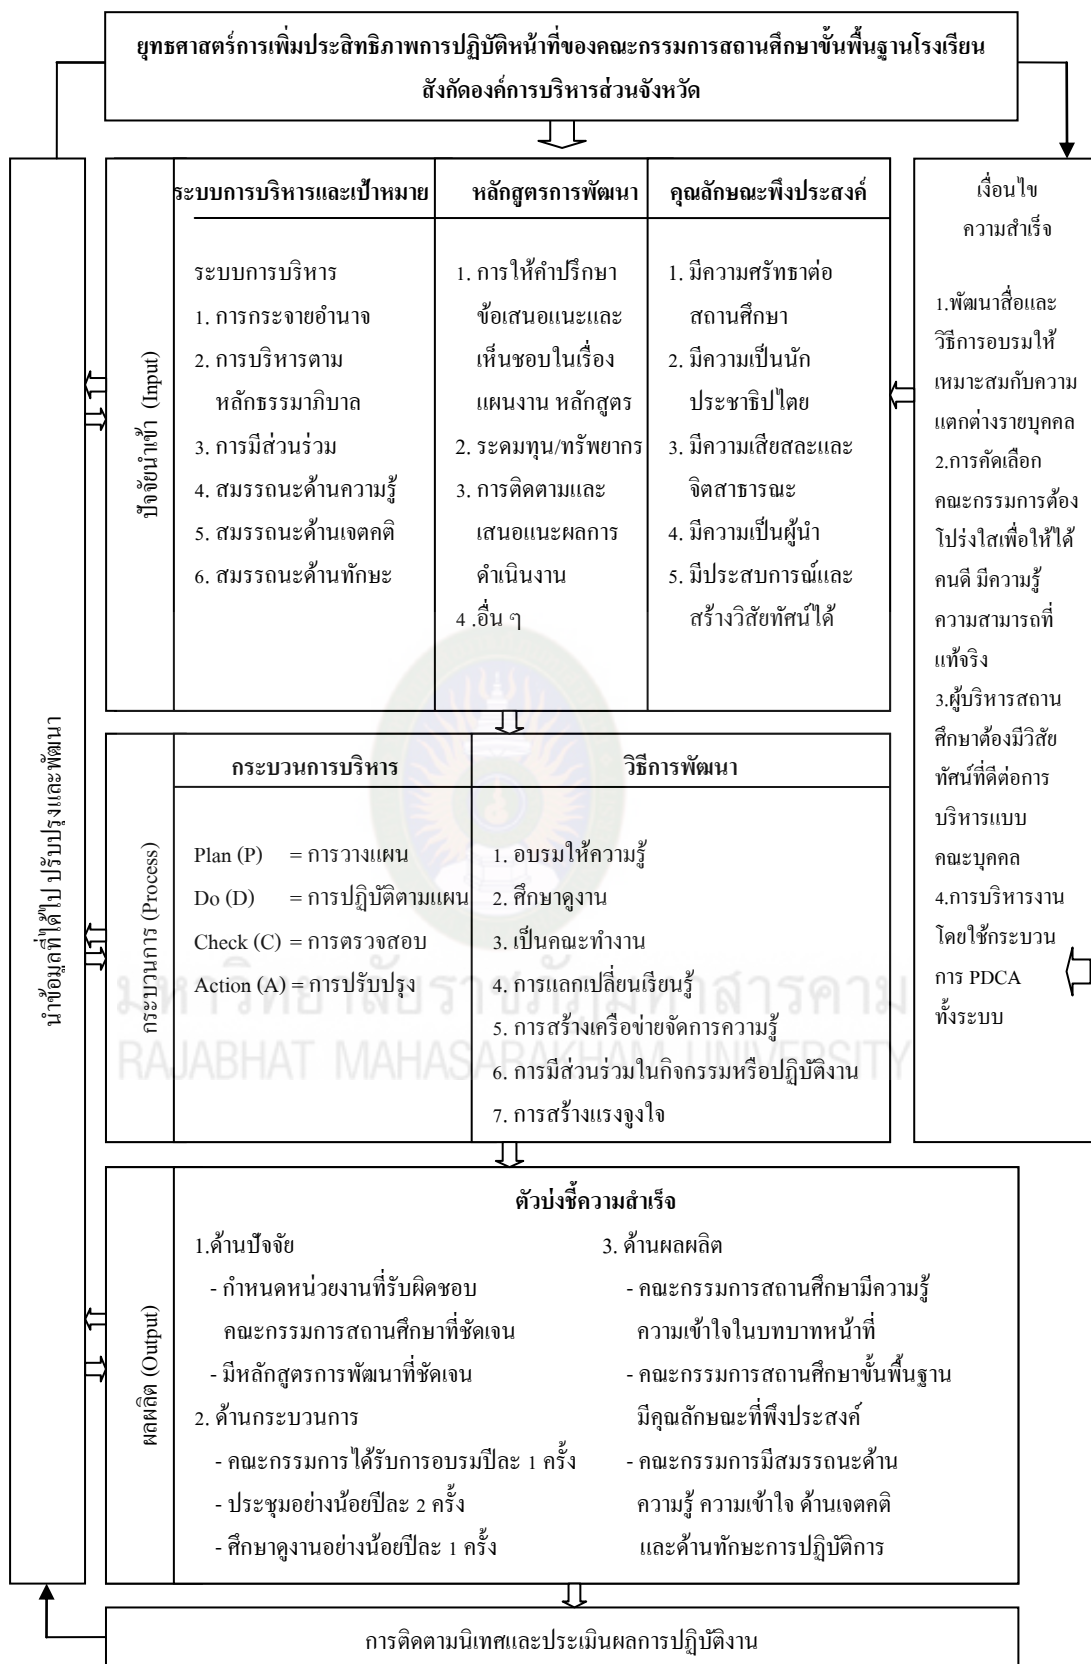 ยุทธศาสตร์การเพิ่มประสิทธิภาพการปฏิบัติหน้าที่ของคณะกรรมการสถานศึกษาขั้นพื้นฐานโรงเรียน
สังกัดองค์การบริหารส่วนจังหวัด
นำข้อมูลที่ได้ไป ปรับปรุงและพัฒนา
ปัจจัยนำเข้า (Input)
ระบบการบริหารและเป้าหมาย
ระบบการบริหาร
1. การกระจายอำนาจ
2. การบริหารตาม
หลักธรรมาภิบาล
3. การมีส่วนร่วม
4. สมรรถนะด้านความรู้
5. สมรรถนะด้านเจตคติ
6. สมรรถนะด้านทักษะ
หลักสูตรการพัฒนา
1. การให้คำปรึกษา
ข้อเสนอแนะและ
เห็นชอบในเรื่อง
แผนงาน หลักสูตร
2. ระดมทุน/ทรัพยากร
3. การติดตามและ
เสนอแนะผลการ
ดำเนินงาน
4 .อื่น ๆ
คุณลักษณะพึงประสงค์
1. มีความศรัทธาต่อ
สถานศึกษา
2. มีความเป็นนัก
ประชาธิปไตย
3. มีความเสียสละและ
จิตสาธารณะ
4. มีความเป็นผู้นำ
5. มีประสบการณ์และ
สร้างวิสัยทัศน์ได้
เงื่อนไข
ความสำเร็จ
1.พัฒนาสื่อและ
วิธีการอบรมให้
เหมาะสมกับความ
แตกต่างรายบุคคล
2.การคัดเลือก
คณะกรรมการต้อง
โปร่งใสเพื่อให้ได้
คนดี มีความรู้
ความสามารถที่
แท้จริง
3.ผู้บริหารสถาน
ศึกษาต้องมีวิสัย
ทัศน์ที่ดีต่อการ
บริหารแบบ
คณะบุคคล
4.การบริหารงาน
โดยใช้กระบวน
การ PDCA
ทั้งระบบ
กระบวนการ (Process)
กระบวนการบริหาร
Plan (P) = การวางแผน
Do (D) = การปฏิบัติตามแผน
Check (C) = การตรวจสอบ
Action (A) = การปรับปรุง
วิธีการพัฒนา
1. อบรมให้ความรู้
2. ศึกษาดูงาน
3. เป็นคณะทำงาน
4. การแลกเปลี่ยนเรียนรู้
5. การสร้างเครือข่ายจัดการความรู้
6. การมีส่วนร่วมในกิจกรรมหรือปฏิบัติงาน
7. การสร้างแรงจูงใจ
มหาวิทยาลัยราชภัฏมหาสารคาม
RAJABHAT MAHASARAKHAM UNIVERSITY
ผลผลิต (Output)
ตัวบ่งชี้ความสำเร็จ
1.ด้านปัจจัย
- กำหนดหน่วยงานที่รับผิดชอบ
คณะกรรมการสถานศึกษาที่ชัดเจน
- มีหลักสูตรการพัฒนาที่ชัดเจน
2. ด้านกระบวนการ
- คณะกรรมการได้รับการอบรมปีละ 1 ครั้ง
- ประชุมอย่างน้อยปีละ 2 ครั้ง
- ศึกษาดูงานอย่างน้อยปีละ 1 ครั้ง
3. ด้านผลผลิต
- คณะกรรมการสถานศึกษามีความรู้
ความเข้าใจในบทบาทหน้าที่
- คณะกรรมการสถานศึกษาขั้นพื้นฐาน
มีคุณลักษณะที่พึงประสงค์
- คณะกรรมการมีสมรรถนะด้าน
ความรู้ ความเข้าใจ ด้านเจตคติ
และด้านทักษะการปฏิบัติการ
การติดตามนิเทศและประเมินผลการปฏิบัติงาน